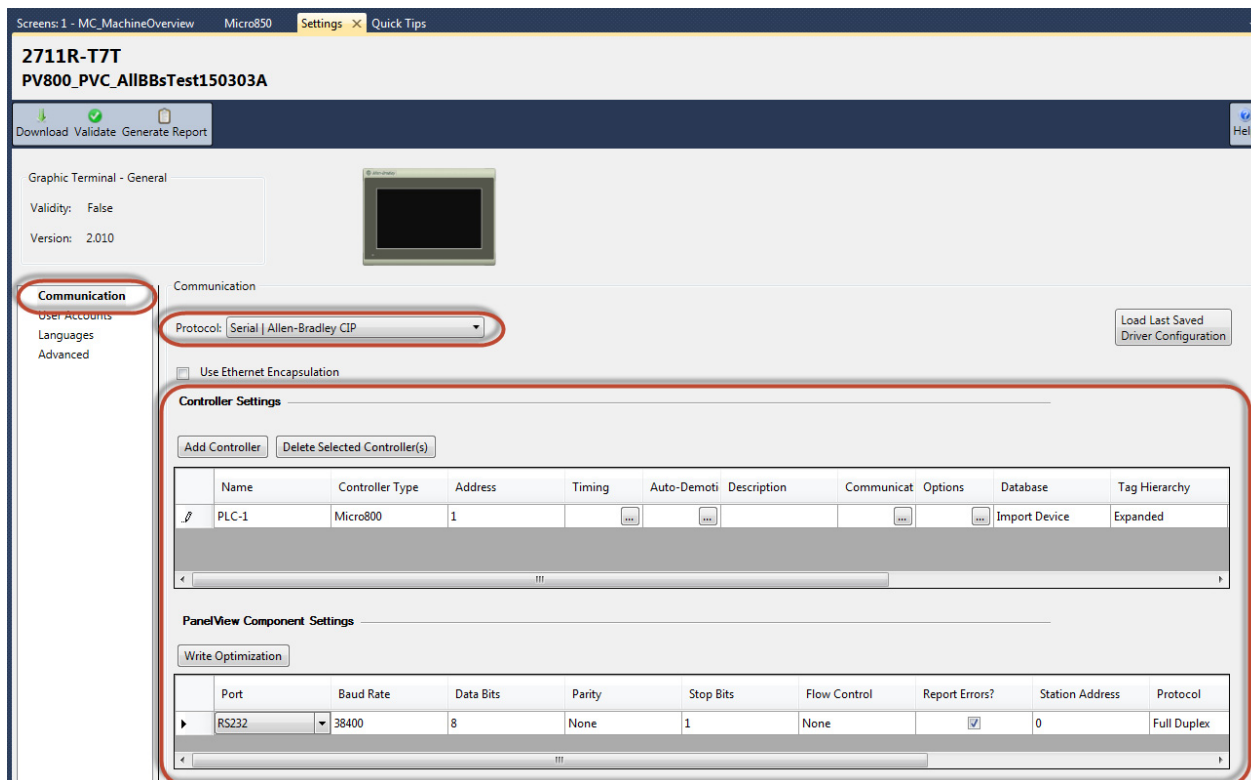 Screens: 1 - MC_MachineOverview Micro850 Settings Quick Tips
2711R-T7T
PV800_PVC_AllBBsTest150303A
Download Validate Generate Report
Hel
Graphic Terminal - General
Validity: False
Version: 2.010
Communication
User Accounts
Languages
Advanced
Communication
Protocol: Serial | Allen-Bradley CIP
Load Last Saved
Driver Configuration
Use Ethernet Encapsulation
Controller Settings
Add Controller Delete Selected Controller(s)
Name Controller Type Address Timing Auto-Demoti Description Communicat Options Database Tag Hierarchy
PLC-1 Micro800 1 ... ... ... ... Import Device Expanded
PanelView Component Settings
Write Optimization
Port Baud Rate Data Bits Parity Stop Bits Flow Control Report Errors? Station Address Protocol
RS232 38400 8 None 1 None 0 Full Duplex